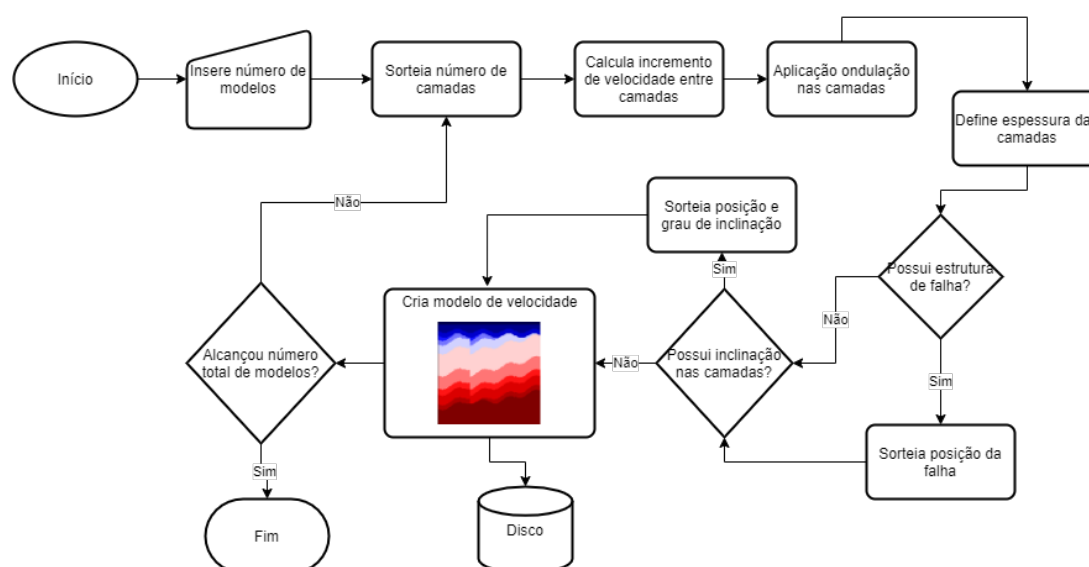 Início
Insere número de
modelos
Sorteia número de
camadas
Calcula incremento
de velocidade entre
camadas
Aplicação ondulação
nas camadas
Define espessura da
camadas
Não
Sorteia posição e
grau de inclinação
Possui estrutura
de falha?
Sim
Não
Cria modelo de velocidade
Alcançou número
total de modelos?
Não
Possui inclinação
nas camadas?
Sim
Sorteia posição da
falha
Sim
Fim
Disco